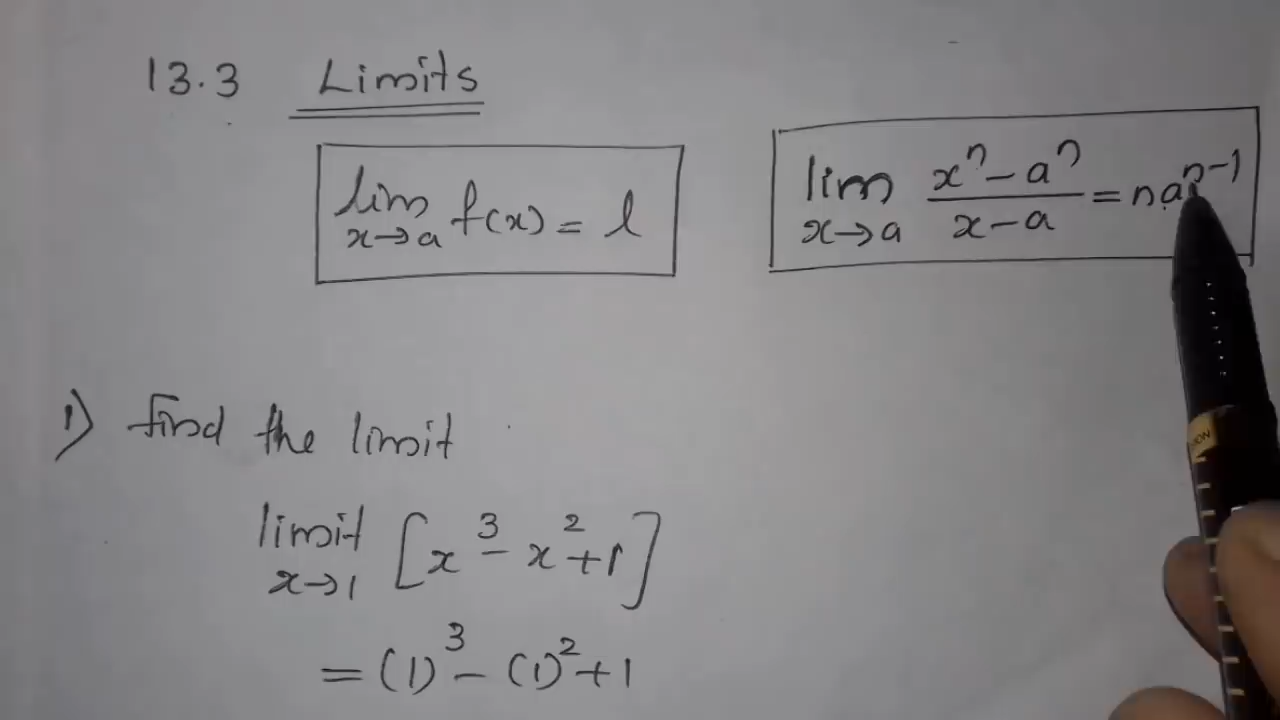 13.3 Limits
lim x→a f(x) = l
lim x→a (xⁿ - aⁿ)/(x - a) = naⁿ⁻¹
1) find the limit
limit x→1 [x³ - x² + 1]
= (1)³ - (1)² + 1